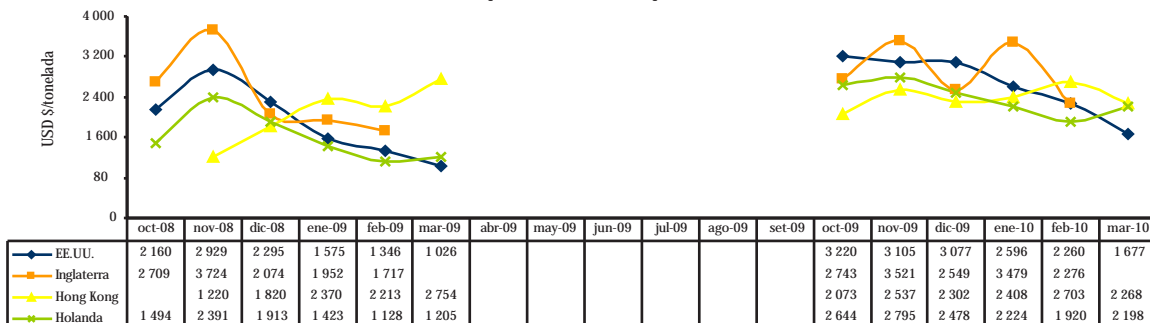 4 000
3 200
2 400
1 600
80
0
USD $/tonelada
oct-08 nov-08 dic-08 ene-09 feb-09 mar-09 abr-09 may-09 jun-09 jul-09 ago-09 set-09 oct-09 nov-09 dic-09 ene-10 feb-10 mar-10
EE.UU. 2 160 2 929 2 295 1 575 1 346 1 026 3 220 3 105 3 077 2 596 2 260 1 677
Inglaterra 2 709 3 724 2 074 1 952 1 717 2 743 3 521 2 549 3 479 2 276
Hong Kong 1 220 1 820 2 370 2 213 2 754 2 073 2 537 2 302 2 408 2 703 2 268
Holanda 1 494 2 391 1 913 1 423 1 128 1 205 2 644 2 795 2 478 2 224 1 920 2 198